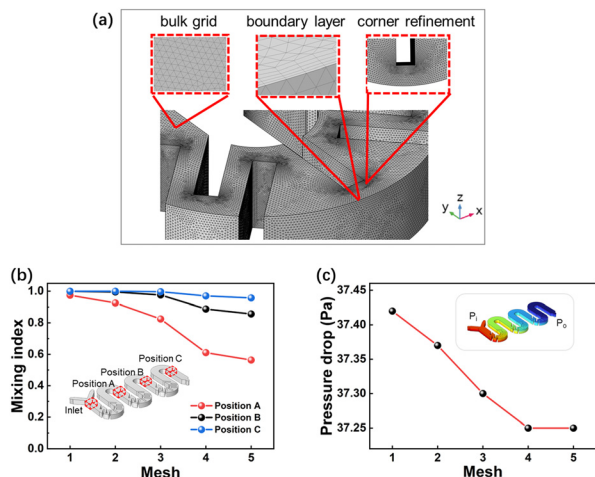 (a)
bulk grid
boundary layer
corner refinement
z
y
x
(b)
Mixing index
1.0
0.8
0.6
0.4
0.2
0.0
Position C
Position B
Position A
Inlet
Position A
Position B
Position C
1 2 3 4 5
Mesh
(c)
Pressure drop (Pa)
37.45
37.40
37.35
37.30
37.25
Pi
Po
1 2 3 4 5
Mesh